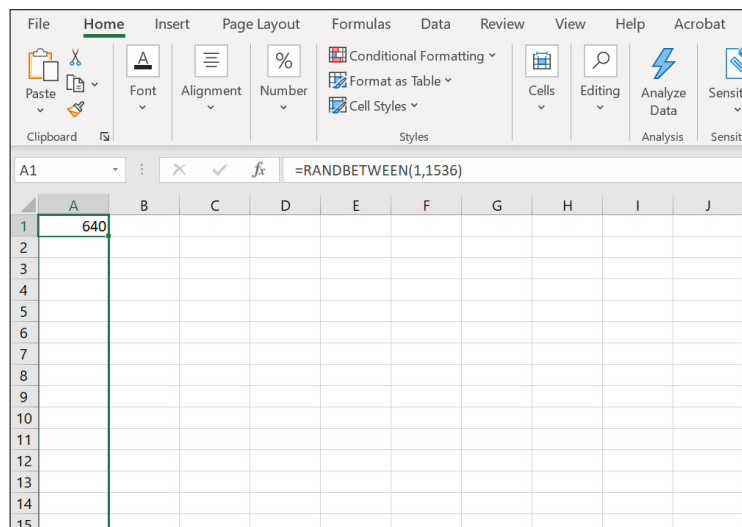 File Home Insert Page Layout Formulas Data Review View Help Acrobat
Conditional Formatting
Format as Table
Cell Styles
Paste Font Alignment Number Cells Editing Analyze Data
Clipboard Styles Analysis
A1 fx =RANDBETWEEN(1,1536)
A B C D E F G H I J
1 640
2
3
4
5
6
7
8
9
10
11
12
13
14
15